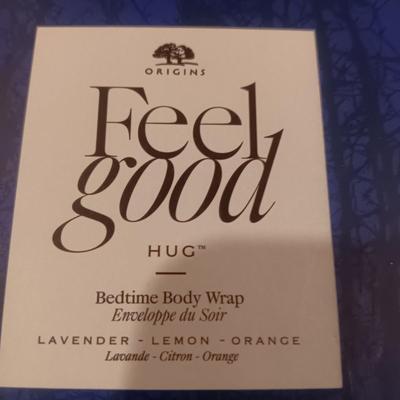 ORIGINS
Feel
good
HUG™
Bedtime Body Wrap
Enveloppe du Soir
LAVENDER - LEMON - ORANGE
Lavande - Citron - Orange